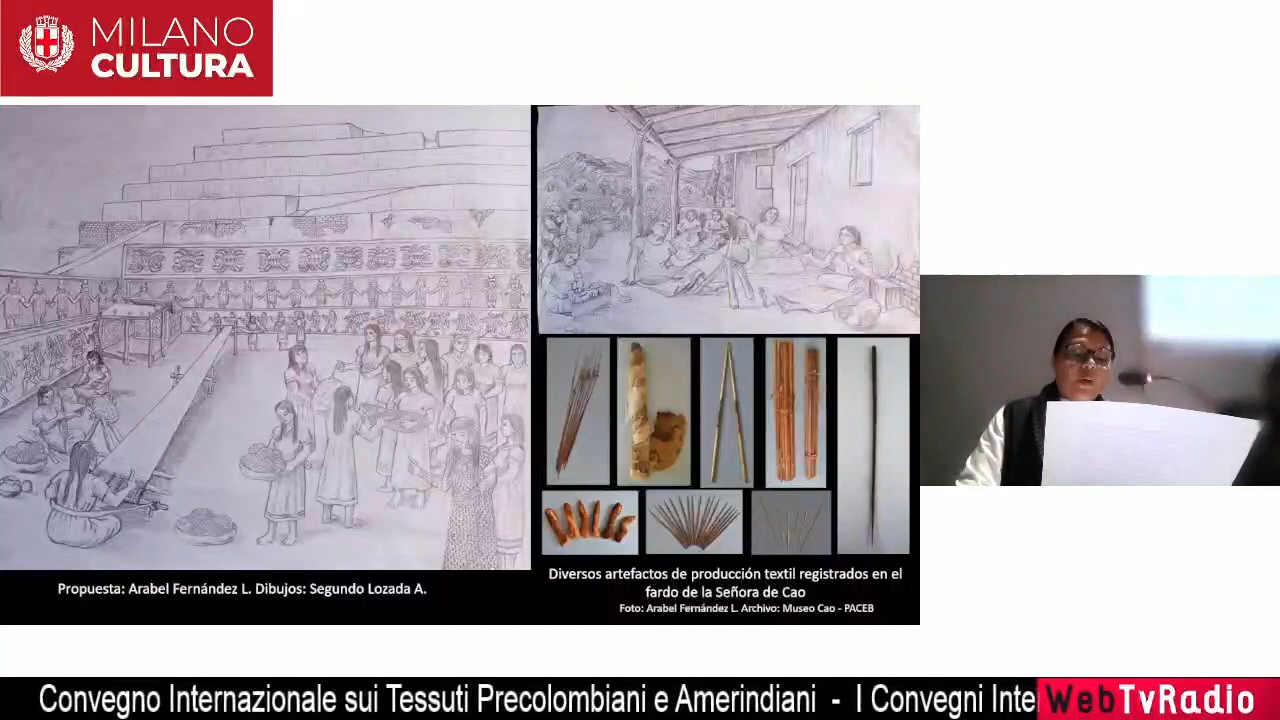 MILANO
CULTURA
Propuesta: Arabel Fernández L. Dibujos: Segundo Lozada A.
Diversos artefactos de producción textil registrados en el
fardo de la Señora de Cao
Foto: Arabel Fernández L. Archivo: Museo Cao - PACEB
Convegno Internazionale sui Tessuti Precolombiani e Amerindiani - I Convegni Inte
WebTvRadio